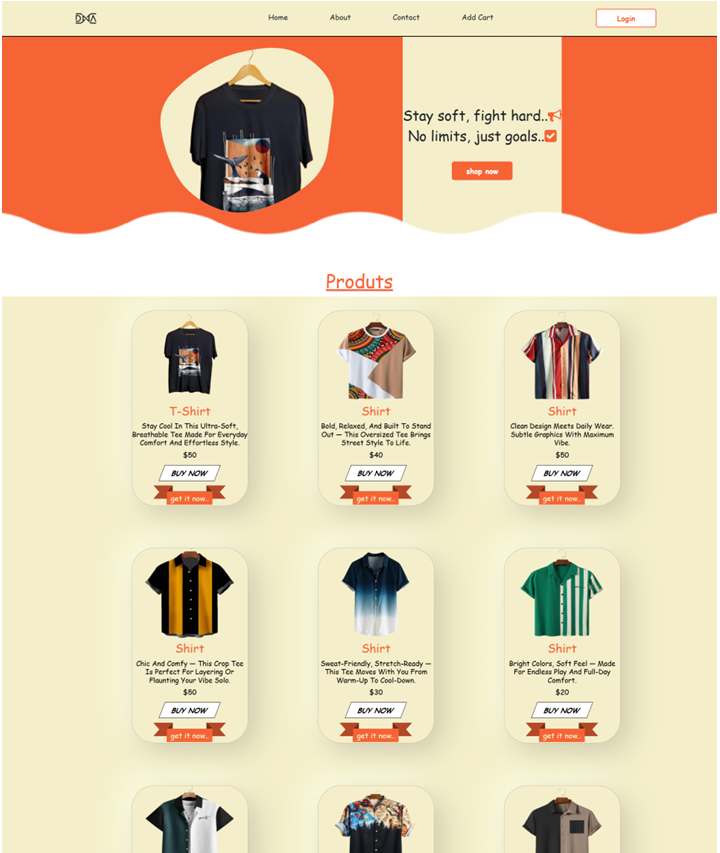 DNA
Home About Contact Add Cart Login
Stay soft, fight hard..
No limits, just goals..
shop now
Produts
T-Shirt
Stay Cool In This Ultra-Soft,
Breathable Tee Made For Everyday
Comfort And Effortless Style.
$50
BUY NOW
get it now..
Shirt
Bold, Relaxed, And Built To Stand
Out — This Oversized Tee Brings
Street Style To Life.
$40
BUY NOW
get it now..
Shirt
Clean Design Meets Daily Wear.
Subtle Graphics With Maximum
Vibe.
$50
BUY NOW
get it now..
Shirt
Chic And Comfy — This Crop Tee
Is Perfect For Layering Or
Flaunting Your Vibe Solo.
$50
BUY NOW
get it now..
Shirt
Sweat-Friendly, Stretch-Ready —
This Tee Moves With You From
Warm-Up To Cool-Down.
$30
BUY NOW
get it now..
Shirt
Bright Colors, Soft Feel — Made
For Endless Play And Full-Day
Comfort.
$20
BUY NOW
get it now..